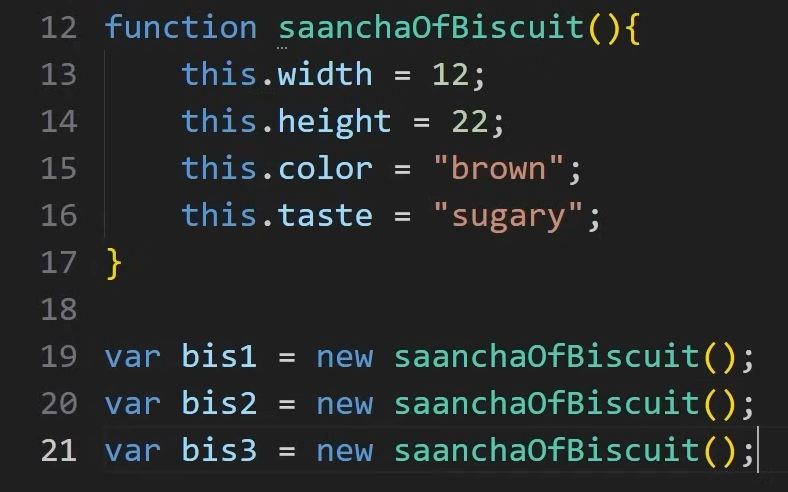 12 function saanchaOfBiscuit(){
13     this.width = 12;
14     this.height = 22;
15     this.color = "brown";
16     this.taste = "sugary";
17 }
18
19 var bis1 = new saanchaOfBiscuit();
20 var bis2 = new saanchaOfBiscuit();
21 var bis3 = new saanchaOfBiscuit();